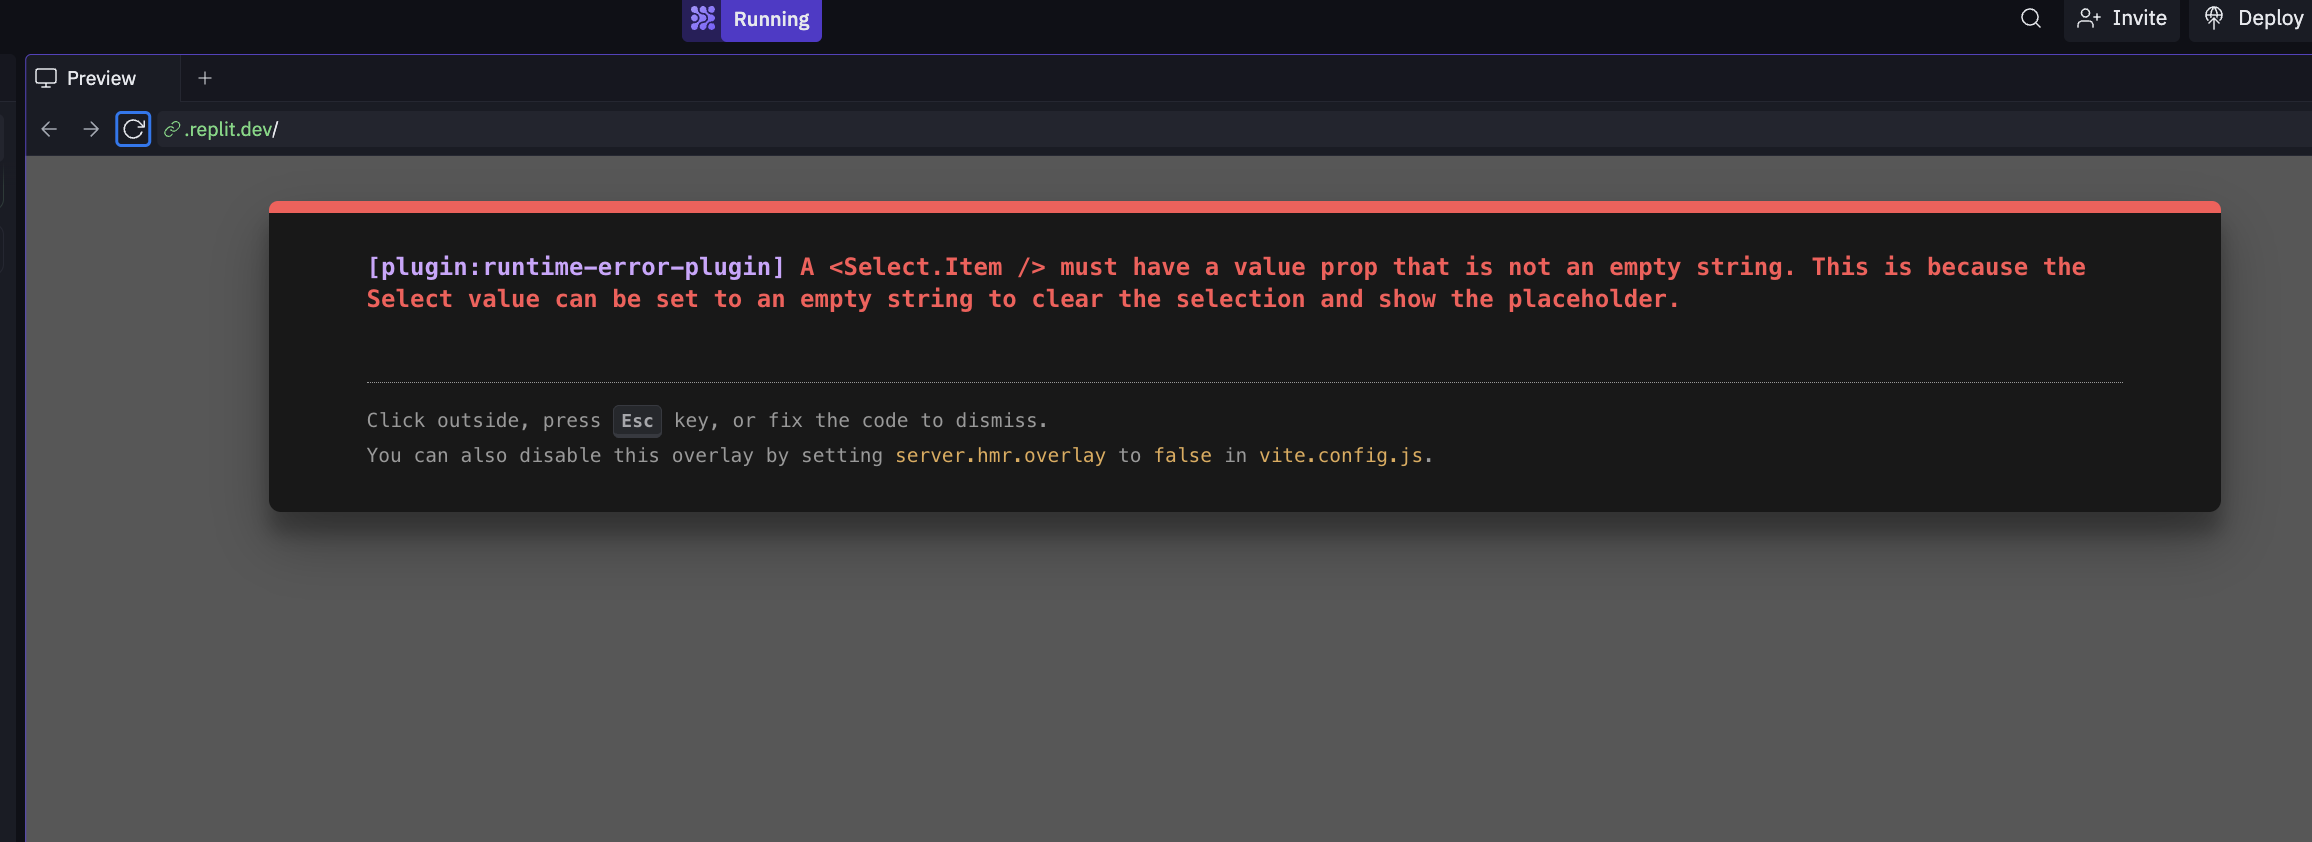 Running
Invite
Deploy
Preview
.replit.dev/
[plugin:runtime-error-plugin] A <Select.Item /> must have a value prop that is not an empty string. This is because the
Select value can be set to an empty string to clear the selection and show the placeholder.
Click outside, press Esc key, or fix the code to dismiss.
You can also disable this overlay by setting server.hmr.overlay to false in vite.config.js.